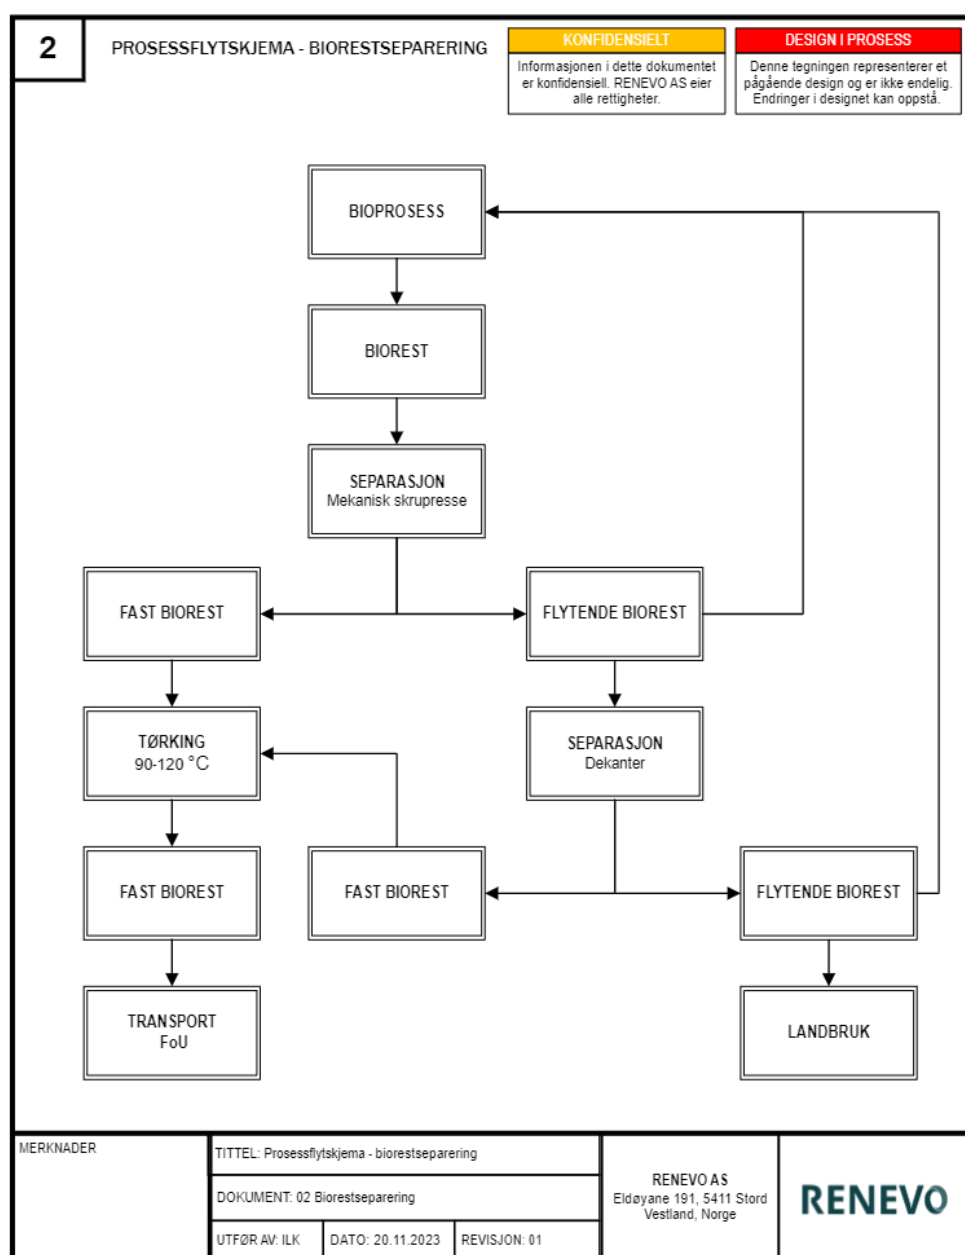 2
PROSESSFLYTSKJEMA - BIORESTSEPARERING
KONFIDENSIELT
Informasjonen i dette dokumentet
er konfidensiell. RENEVO AS eier
alle rettigheter.
DESIGN I PROSESS
Denne tegningen representerer et
pågående design og er ikke endelig.
Endringer i designet kan oppstå.
BIOPROSESS
BIOREST
SEPARASJON
Mekanisk skrupresse
FAST BIOREST
FLYTENDE BIOREST
TØRKING
90-120 °C
SEPARASJON
Dekanter
FAST BIOREST
FAST BIOREST
FLYTENDE BIOREST
TRANSPORT
FoU
LANDBRUK
MERKNADER
TITTEL: Prosessflytskjema - biorestseparering
DOKUMENT: 02 Biorestseparering
UTFØR AV: ILK
DATO: 20.11.2023
REVISJON: 01
RENEVO AS
Eldøyane 191, 5411 Stord
Vestland, Norge
RENEVO